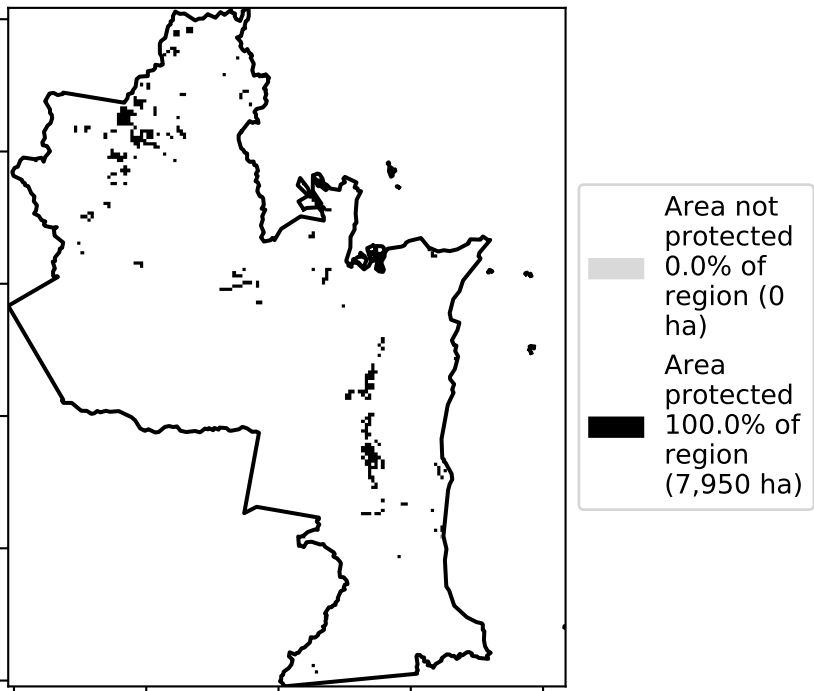 Area not
protected
0.0% of
region (0
ha)
Area
protected
100.0% of
region
(7,950 ha)